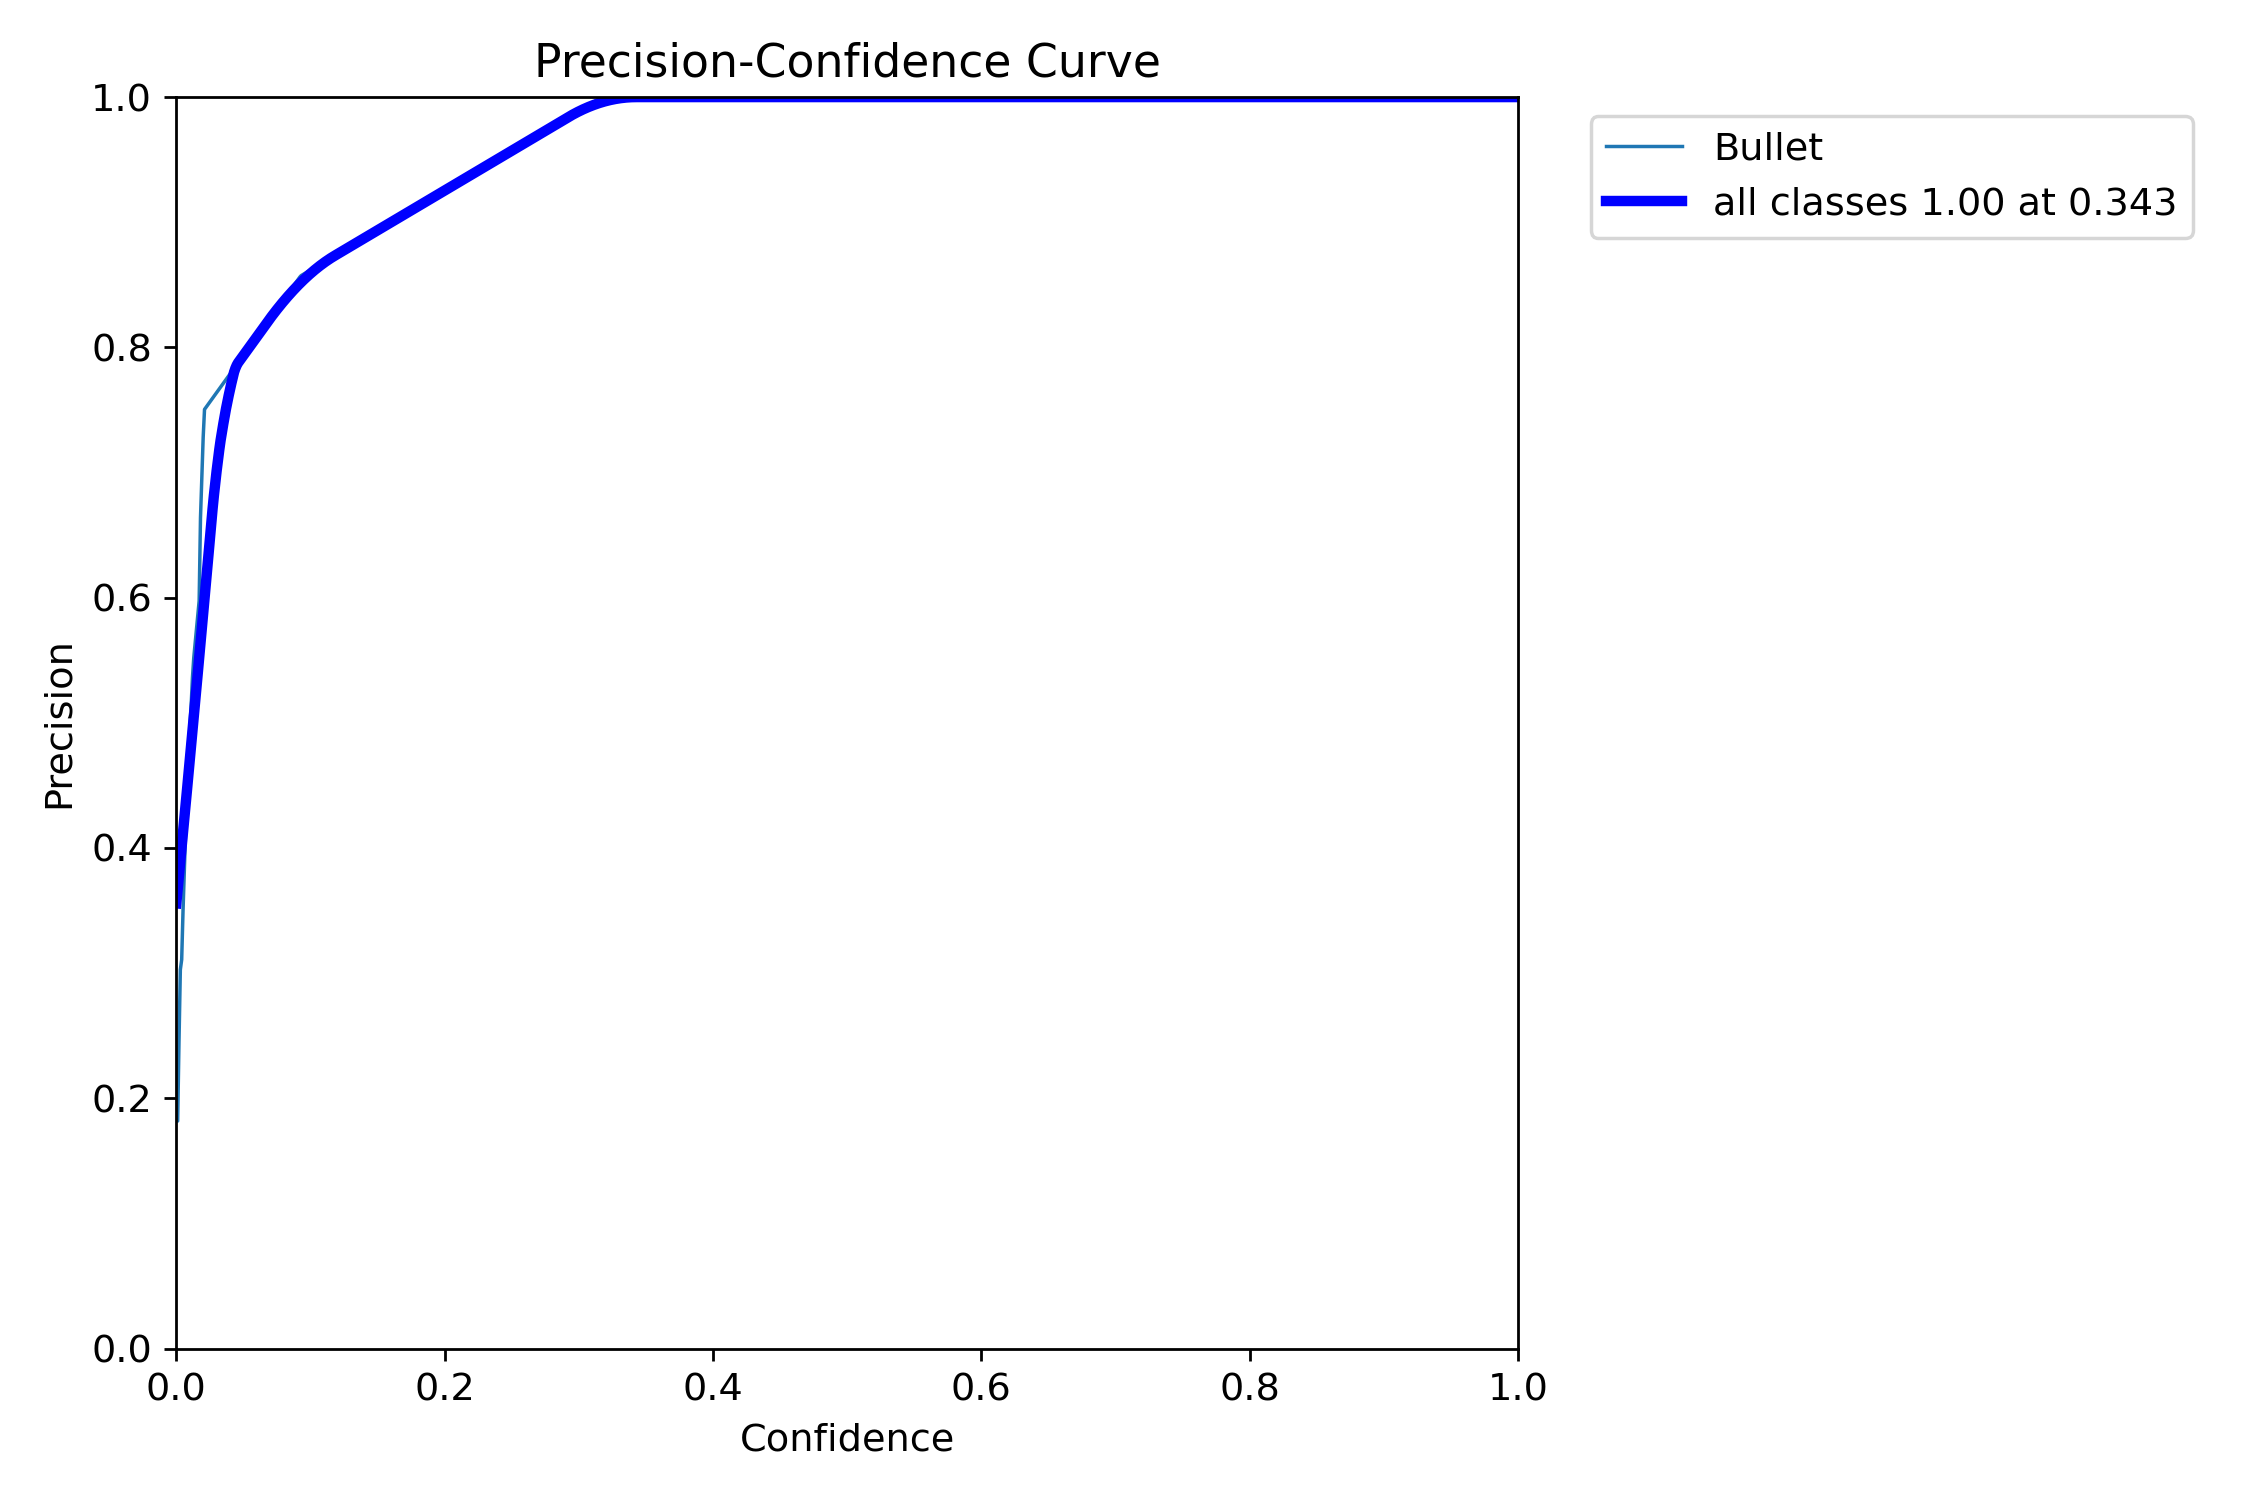 Precision-Confidence Curve
1.0
0.8
0.6
0.4
0.2
0.0
Precision
0.0 0.2 0.4 0.6 0.8 1.0
Confidence
Bullet
all classes 1.00 at 0.343